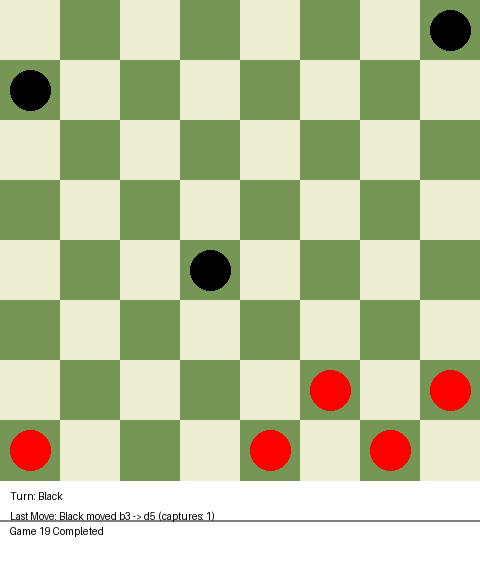 Turn: Black
Last Move: Black moved b3 -> d5 (captures: 1)
Game 19 Completed